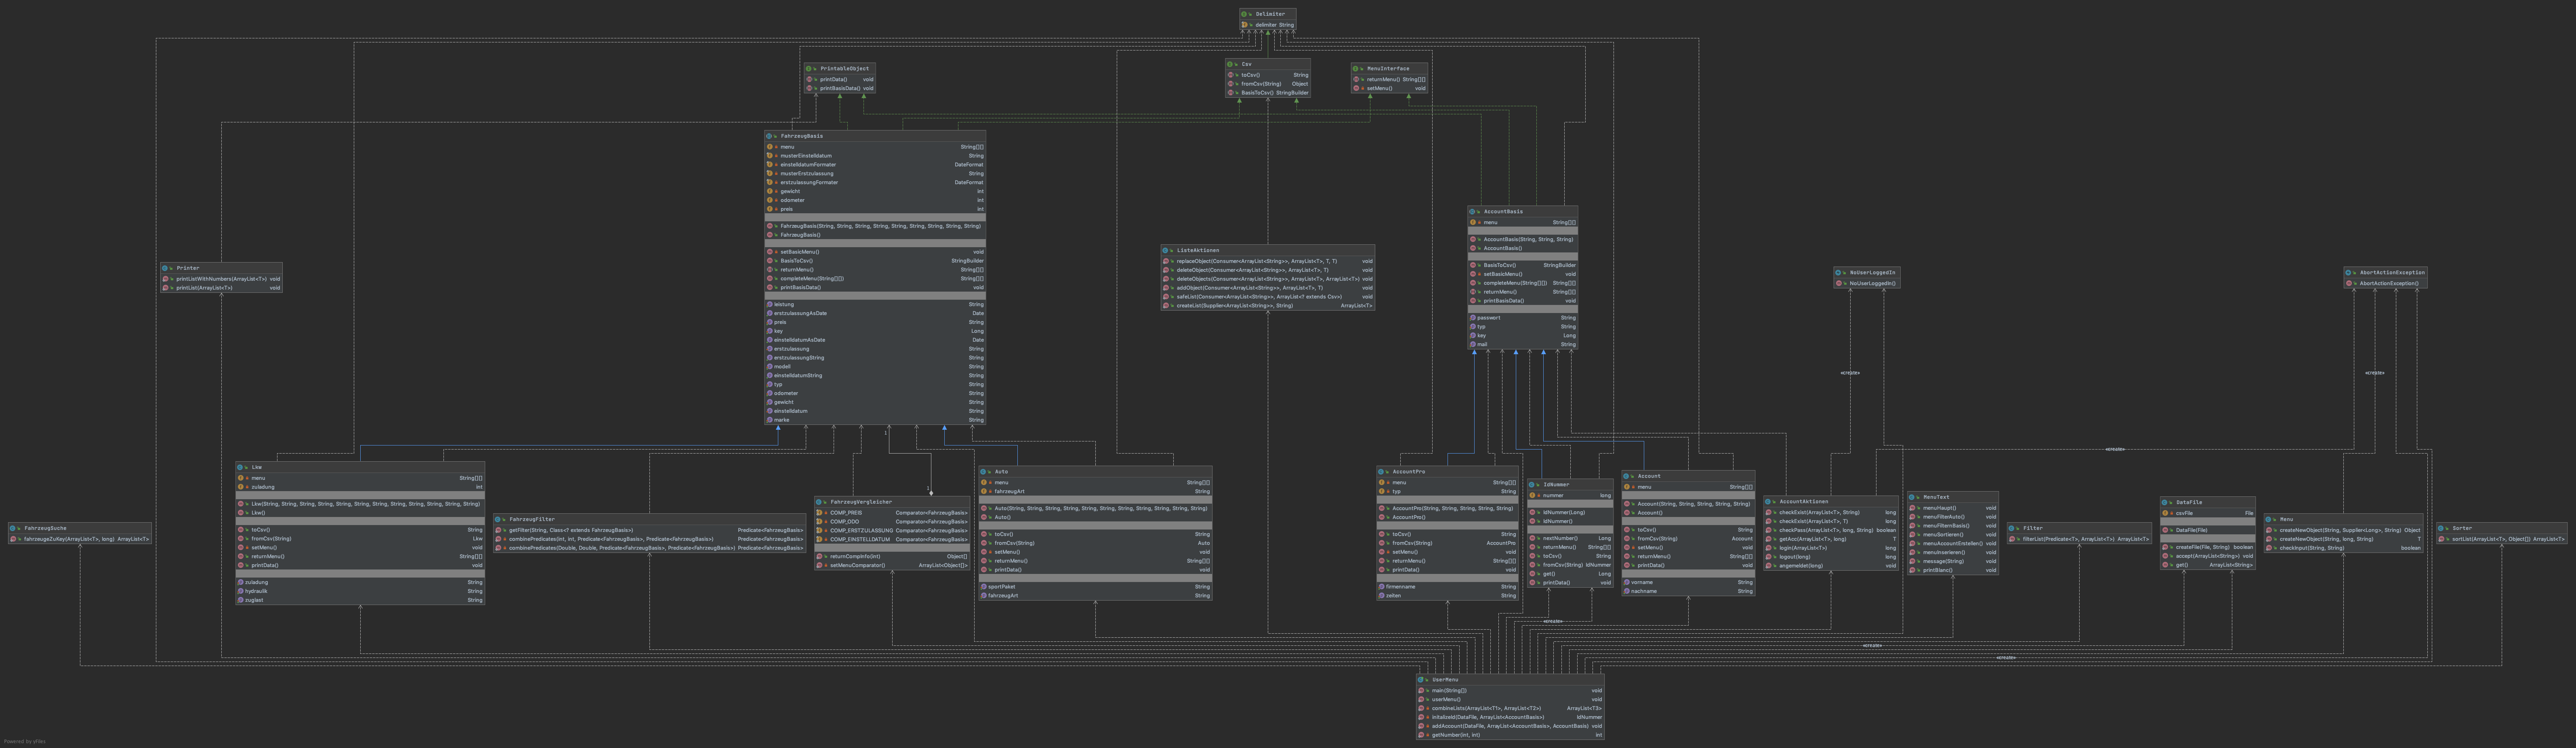 Delimiter
delimiter String
PrintableObject
printData() void
printBasisData() void
Csv
toCsv() String
fromCsv(String) Object
BasisToCsv() StringBuilder
MenuInterface
returnMenu() String[][]
setMenu() void
FahrzeugBasis
menu String[][]
musterEinstelldatum String
einstelldatumFormater DateFormat
musterErstzulassung String
erstzulassungFormater DateFormat
gewicht int
odometer int
preis int
FahrzeugBasis(String, String, String, String, String, String, String, String, String)
FahrzeugBasis()
setBasicMenu() void
BasisToCsv() StringBuilder
returnMenu() String[][]
completeMenu(String[][]) String[][]
printBasisData() void
leistung String
erstzulassungAsDate Date
preis String
key Long
einstelldatumAsDate Date
erstzulassung String
erstzulassungString String
modell String
einstelldatumString String
typ String
odometer String
gewicht String
einstelldatum String
marke String
AccountBasis
menu String[][]
AccountBasis(String, String, String)
AccountBasis()
BasisToCsv() StringBuilder
setBasicMenu() void
completeMenu(String[][]) String[][]
returnMenu() String[][]
printBasisData() void
passwort String
typ String
key Long
mail String
ListeAktionen
replaceObject(Consumer<ArrayList<String>>, ArrayList<T>, T, T) void
deleteObject(Consumer<ArrayList<String>>, ArrayList<T>, T) void
deleteObjects(Consumer<ArrayList<String>>, ArrayList<T>, ArrayList<T>) void
addObject(Consumer<ArrayList<String>>, ArrayList<T>, T) void
safeList(Consumer<ArrayList<String>>, ArrayList<? extends Csv>) void
createList(Supplier<ArrayList<String>>, String) ArrayList<T>
Printer
printListWithNumbers(ArrayList<T>) void
printList(ArrayList<T>) void
NoUserLoggedIn
NoUserLoggedIn()
AbortActionException
AbortActionException()
«create»
«create»
1
«create»
Lkw
menu String[][]
zuladung int
Lkw(String, String, String, String, String, String, String, String, String, String, String, String)
Lkw()
toCsv() String
fromCsv(String) Lkw
setMenu() void
returnMenu() String[][]
printData() void
zuladung String
hydraulik String
zuglast String
Auto
menu String[][]
fahrzeugArt String
Auto(String, String, String, String, String, String, String, String, String, String, String)
Auto()
toCsv() String
fromCsv(String) Auto
setMenu() void
returnMenu() String[][]
printData() void
sportPaket String
fahrzeugArt String
AccountPro
menu String[][]
typ String
AccountPro(String, String, String, String, String)
AccountPro()
toCsv() String
fromCsv(String) AccountPro
setMenu() void
returnMenu() String[][]
printData() void
firmenname String
zeiten String
Account
menu String[][]
Account(String, String, String, String, String)
Account()
toCsv() String
fromCsv(String) Account
setMenu() void
returnMenu() String[][]
printData() void
vorname String
nachname String
IdNummer
nummer long
IdNummer(Long)
IdNummer()
nextNumber() Long
returnMenu() String[][]
toCsv() String
fromCsv(String) IdNummer
get() Long
printData() void
1
FahrzeugVergleicher
COMP_PREIS Comparator<FahrzeugBasis>
COMP_ODO Comparator<FahrzeugBasis>
COMP_ERSTZULASSUNG Comparator<FahrzeugBasis>
COMP_EINSTELLDATUM Comparator<FahrzeugBasis>
returnCompInfo(int) Object[]
setMenuComparator() ArrayList<Object[]>
AccountAktionen
checkExist(ArrayList<T>, String) long
checkExist(ArrayList<T>, T) long
checkPass(ArrayList<T>, long, String) boolean
getAcc(ArrayList<T>, long) T
login(ArrayList<T>) long
logout(long) long
angemeldet(long) void
MenuText
menuHaupt() void
menuFilterAuto() void
menuFilternBasis() void
menuSortieren() void
menuAccountErstellen() void
menuInserieren() void
message(String) void
printBlanc() void
DataFile
csvFile File
DataFile(File)
createFile(File, String) boolean
accept(ArrayList<String>) void
get() ArrayList<String>
FahrzeugFilter
getFilter(String, Class<? extends FahrzeugBasis>) Predicate<FahrzeugBasis>
combinePredicates(int, int, Predicate<FahrzeugBasis>, Predicate<FahrzeugBasis>) Predicate<FahrzeugBasis>
combinePredicates(Double, Double, Predicate<FahrzeugBasis>, Predicate<FahrzeugBasis>) Predicate<FahrzeugBasis>
Menu
createNewObject(String, Supplier<Long>, String) Object
createNewObject(String, long, String) T
checkInput(String, String) boolean
FahrzeugSuche
fahrzeugeZuKey(ArrayList<T>, long) ArrayList<T>
Filter
filterList(Predicate<T>, ArrayList<T>) ArrayList<T>
Sorter
sortList(ArrayList<T>, Object[]) ArrayList<T>
«create»
«create»
«create»
UserMenu
main(String[]) void
userMenu() void
combineLists(ArrayList<T1>, ArrayList<T2>) ArrayList<T3>
initializeId(DataFile, ArrayList<AccountBasis>) IdNummer
addAccount(DataFile, ArrayList<AccountBasis>, AccountBasis) void
getNumber(int, int) int
Powered by yFiles